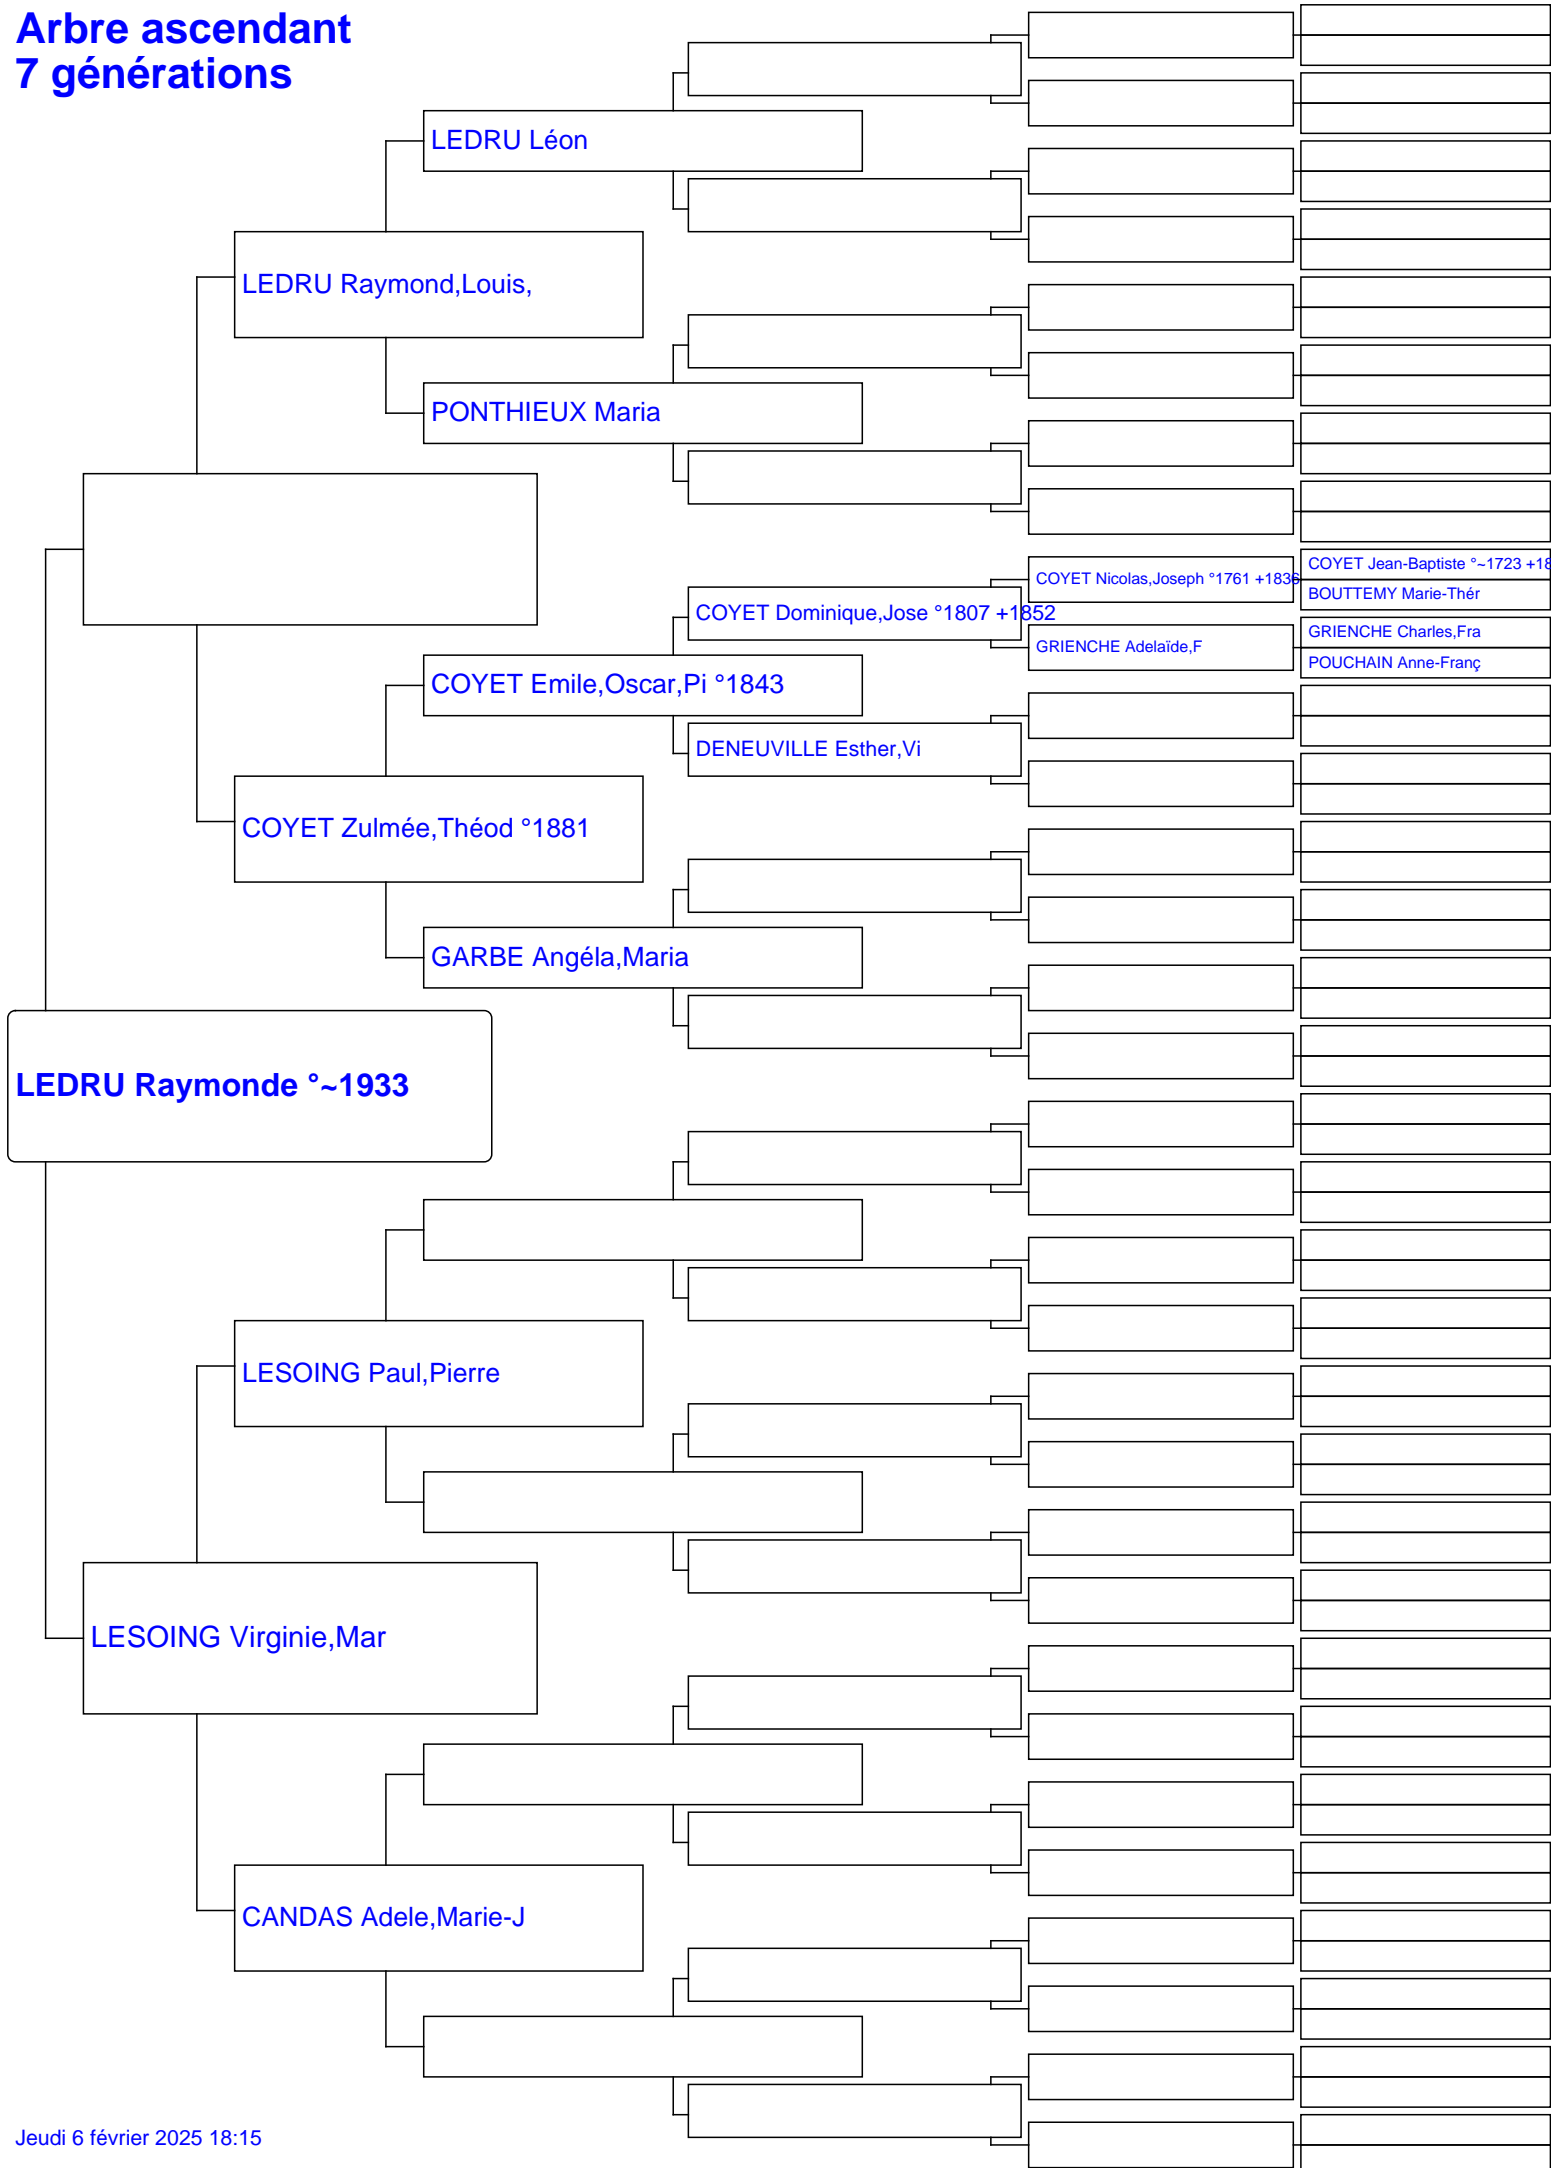 Arbre ascendant
7 générations
LEDRU Léon
LEDRU Raymond,Louis,
PONTHIEUX Maria
COYET Nicolas,Joseph °1761 +1836
COYET Jean-Baptiste °~1723 +18
BOUTTEMY Marie-Thér
COYET Dominique,Jose °1807 +1852
GRIENCHE Adelaïde,F
GRIENCHE Charles,Fra
POUCHAIN Anne-Franç
COYET Emile,Oscar,Pi °1843
DENEUVILLE Esther,Vi
COYET Zulmée,Théod °1881
GARBE Angéla,Maria
LEDRU Raymonde °~1933
LESOING Paul,Pierre
LESOING Virginie,Mar
CANDAS Adele,Marie-J
Jeudi 6 février 2025 18:15